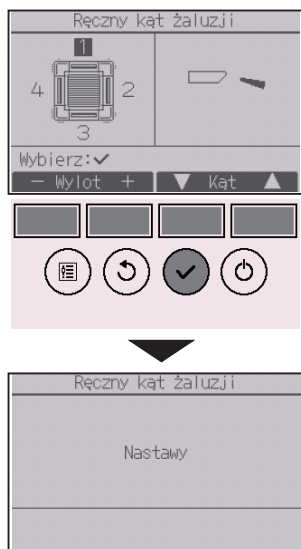 Ręczny kąt żaluzji
1
4 2
3
Wybierz:✓
− Wylot + ▼ Kąt ▲
Ręczny kąt żaluzji
Nastawy